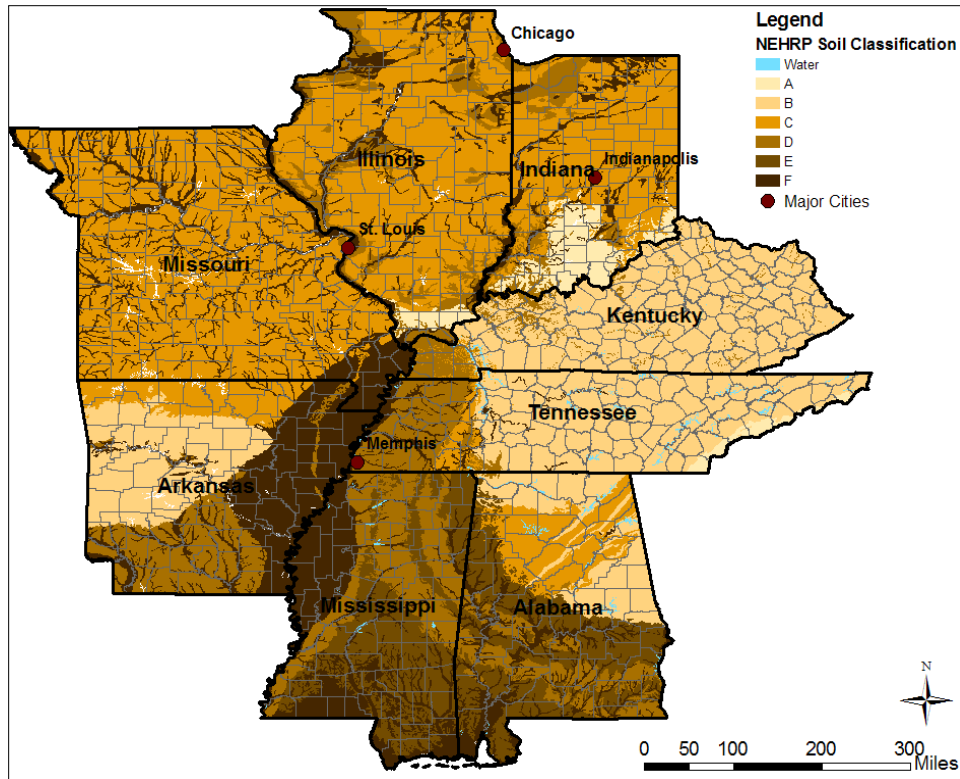 Legend
NEHRP Soil Classification
Water
A
B
C
D
E
F
Major Cities
Chicago
Illinois
Indiana
Indianapolis
St. Louis
Missouri
Kentucky
Tennessee
Memphis
Arkansas
Mississippi
Alabama
N
0 50 100 200 300
Miles